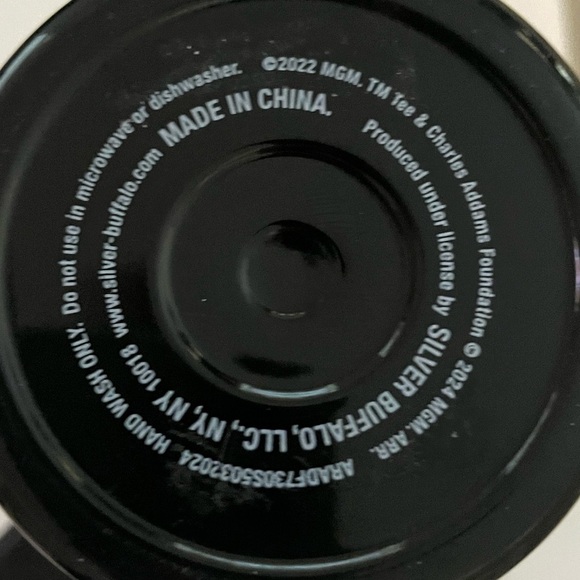 ©2022 MGM. TM Tee & Charles Addams Foundation © 2024 MGM. ARR.
ARADF730S5032024 HAND WASH ONLY. Do not use in microwave or dishwasher.
MADE IN CHINA.
Produced under license by SILVER BUFFALO, LLC., NY, NY 10018 www.silver-buffalo.com